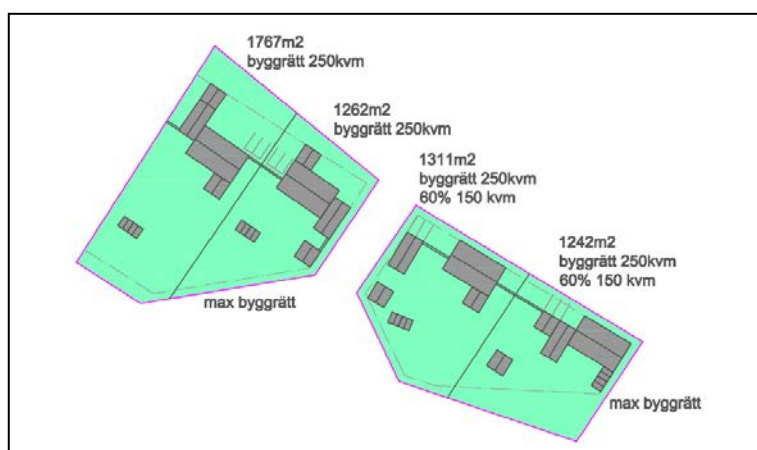 1767m2
byggrätt 250kvm
1262m2
byggrätt 250kvm
1311m2
byggrätt 250kvm
60% 150 kvm
1242m2
byggrätt 250kvm
60% 150 kvm
max byggrätt
max byggrätt